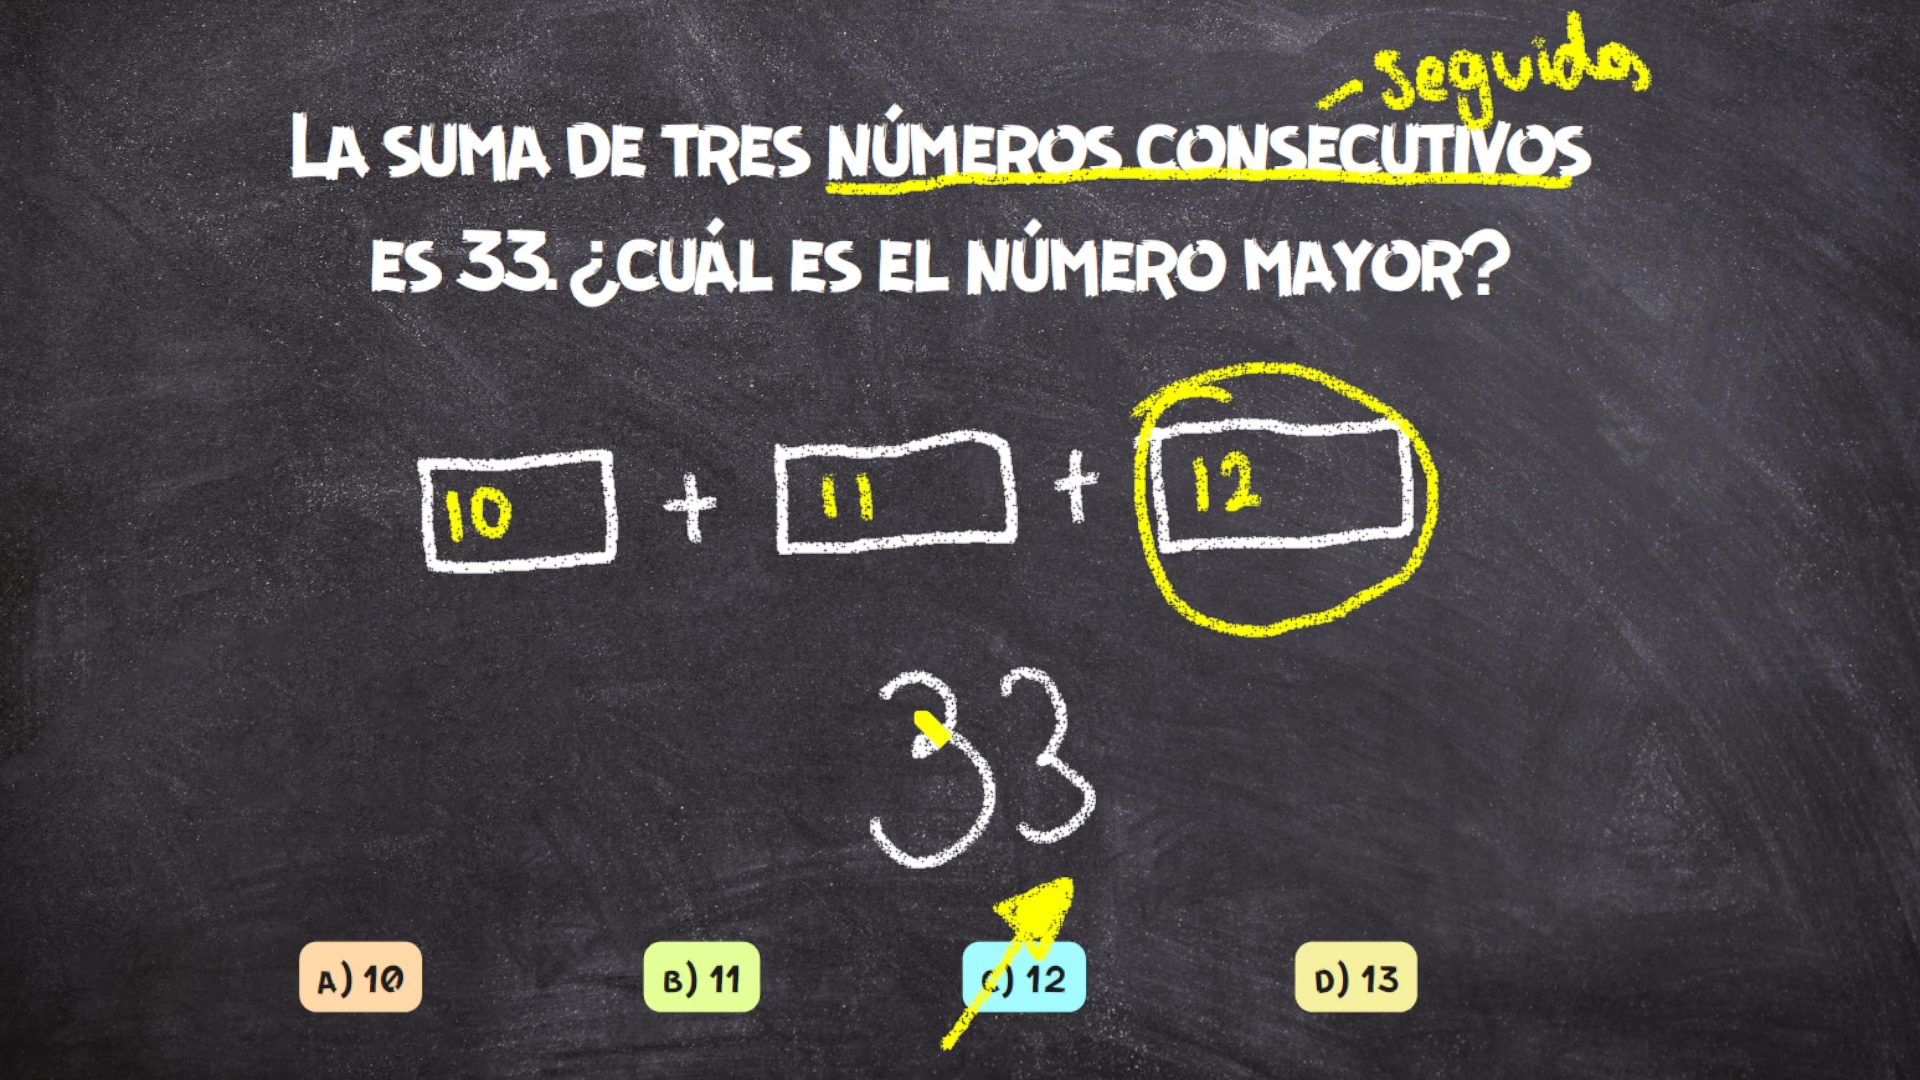 - seguidos
LA SUMA DE TRES NÚMEROS CONSECUTIVOS
ES 33. ¿CUÁL ES EL NÚMERO MAYOR?
10 + 11 + 12
33
A) 10 B) 11 C) 12 D) 13